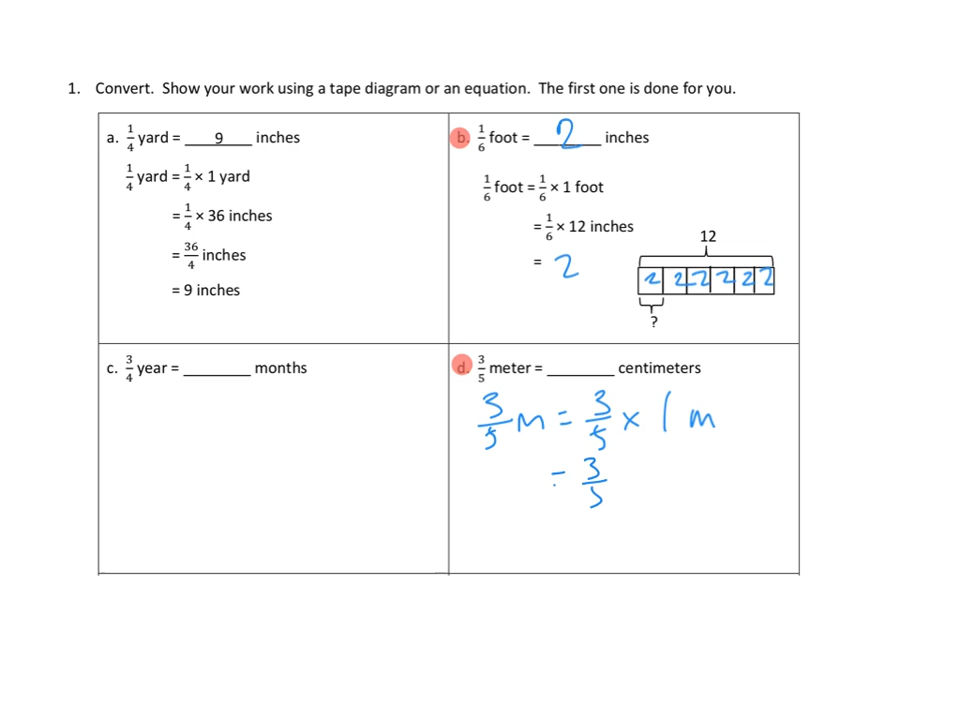 1. Convert. Show your work using a tape diagram or an equation. The first one is done for you.
a. 1/4 yard = 9 inches
1/4 yard = 1/4 × 1 yard
= 1/4 × 36 inches
= 36/4 inches
= 9 inches
b. 1/6 foot = 2 inches
1/6 foot = 1/6 × 1 foot
= 1/6 × 12 inches
= 2
12
2 2 2 2 2 2
?
c. 3/4 year = ________ months
d. 3/5 meter = ________ centimeters
3/5 m = 3/5 x 1 m
= 3/5